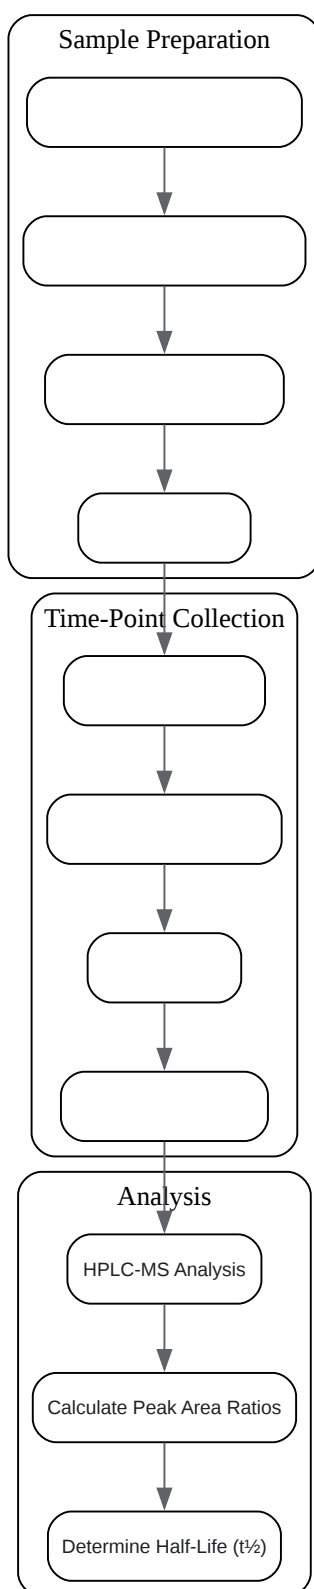 Sample Preparation
Time-Point Collection
Analysis
HPLC-MS Analysis
Calculate Peak Area Ratios
Determine Half-Life (t½)